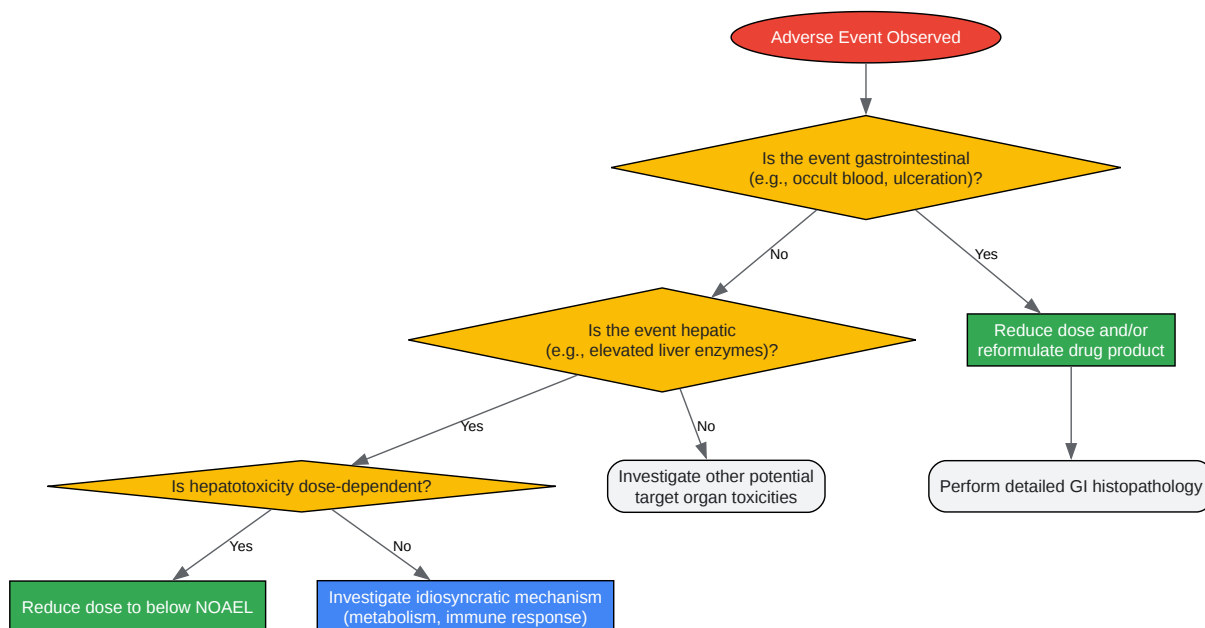 Adverse Event Observed
Is the event gastrointestinal
(e.g., occult blood, ulceration)?
No
Yes
Is the event hepatic
(e.g., elevated liver enzymes)?
Reduce dose and/or
reformulate drug product
Yes
No
Is hepatotoxicity dose-dependent?
Investigate other potential
target organ toxicities
Perform detailed GI histopathology
Yes
No
Reduce dose to below NOAEL
Investigate idiosyncratic mechanism
(metabolism, immune response)